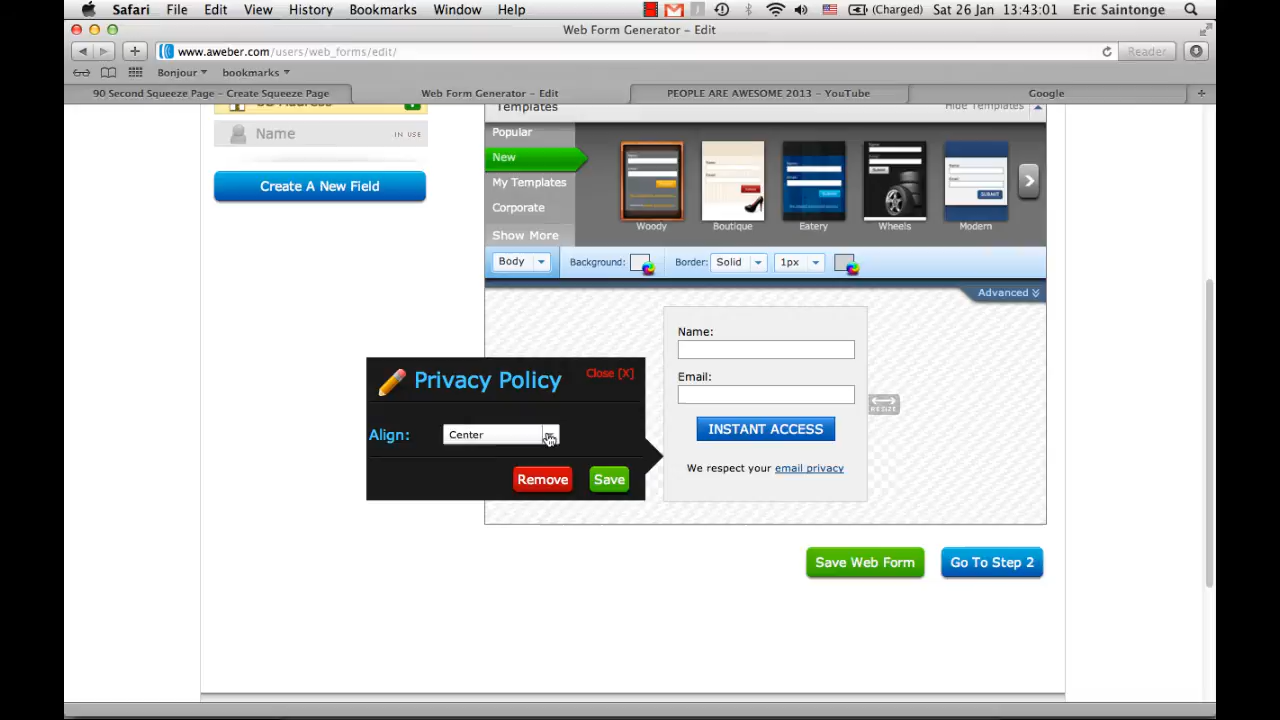 Safari File Edit View History Bookmarks Window Help (Charged) Sat 26 Jan 13:43:01 Eric Saintonge
Web Form Generator – Edit
www.aweber.com/users/web_forms/edit/ Reader
Bonjour bookmarks
90 Second Squeeze Page – Create Squeeze Page Web Form Generator – Edit PEOPLE ARE AWESOME 2013 – YouTube Google
Templates Hide Templates
Name IN USE
Create A New Field
Popular
New
My Templates
Corporate
Show More
Woody Boutique Eatery Wheels Modern
Body Background: Border: Solid 1px
Advanced
Name:
Email:
INSTANT ACCESS
We respect your email privacy
RESIZE
Privacy Policy Close [X]
Align: Center
Remove Save
Save Web Form Go To Step 2